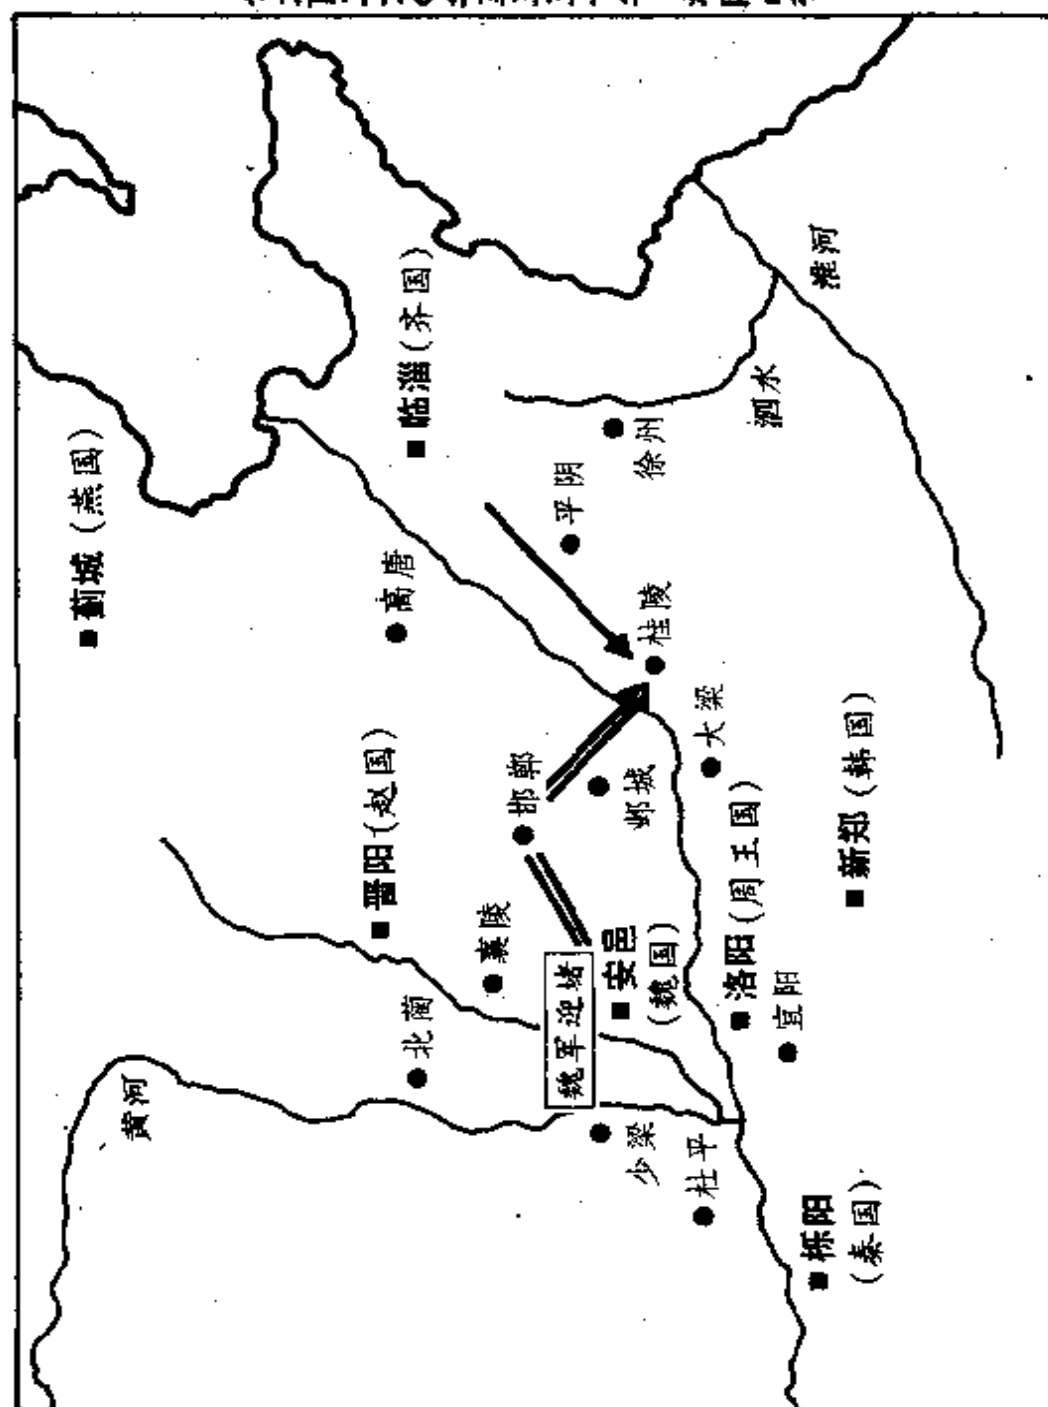 黄河
蓟城(燕国)
高唐
临淄(齐国)
晋阳(赵国)
北蔺
襄陵
邯郸
平阴
徐州
泗水
淮河
桂陵
邺城
大梁
魏军迎堵
安邑
(魏国)
少梁
杜平
洛阳(周王国)
宜阳
新郑(韩国)
栎阳
(秦国)